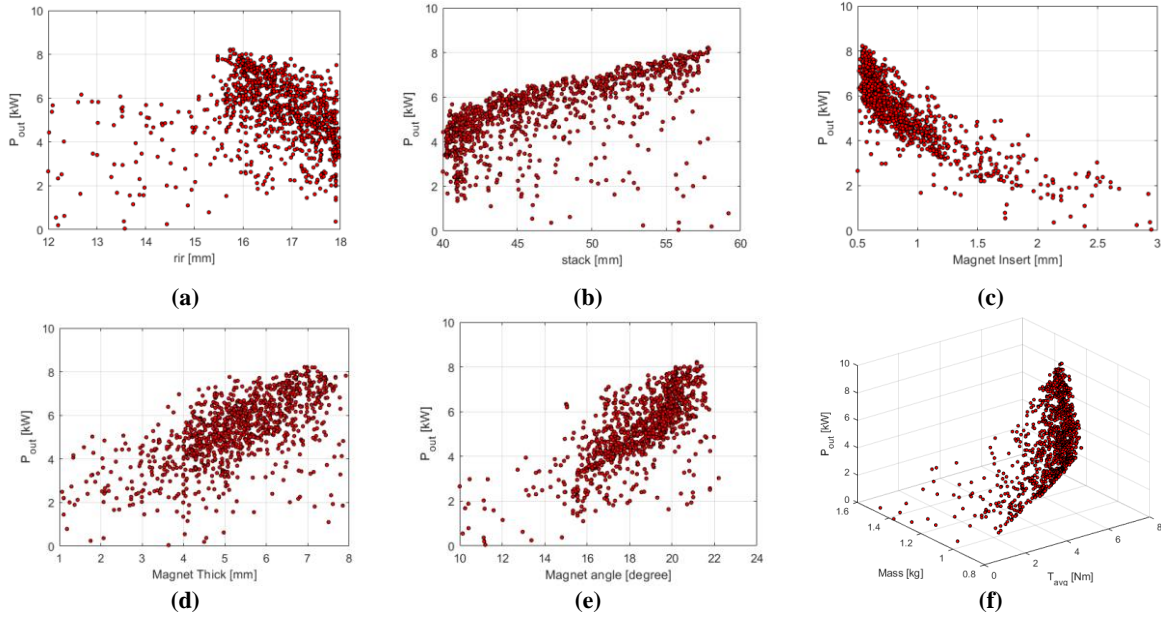 10
8
6
4
2
0
P_out [kW]
12 13 14 15 16 17 18
rir [mm]
(a)
10
8
6
4
2
0
P_out [kW]
40 45 50 55 60
stack [mm]
(b)
10
8
6
4
2
0
P_out [kW]
0.5 1 1.5 2 2.5 3
Magnet Insert [mm]
(c)
10
8
6
4
2
0
P_out [kW]
1 2 3 4 5 6 7 8
Magnet Thick [mm]
(d)
10
8
6
4
2
0
P_out [kW]
10 12 14 16 18 20 22 24
Magnet angle [degree]
(e)
10
8
6
4
2
0
P_out [kW]
1.6
1.4
1.2
1
0.8
Mass [kg]
0 2 4 6 8
T_avg [Nm]
(f)